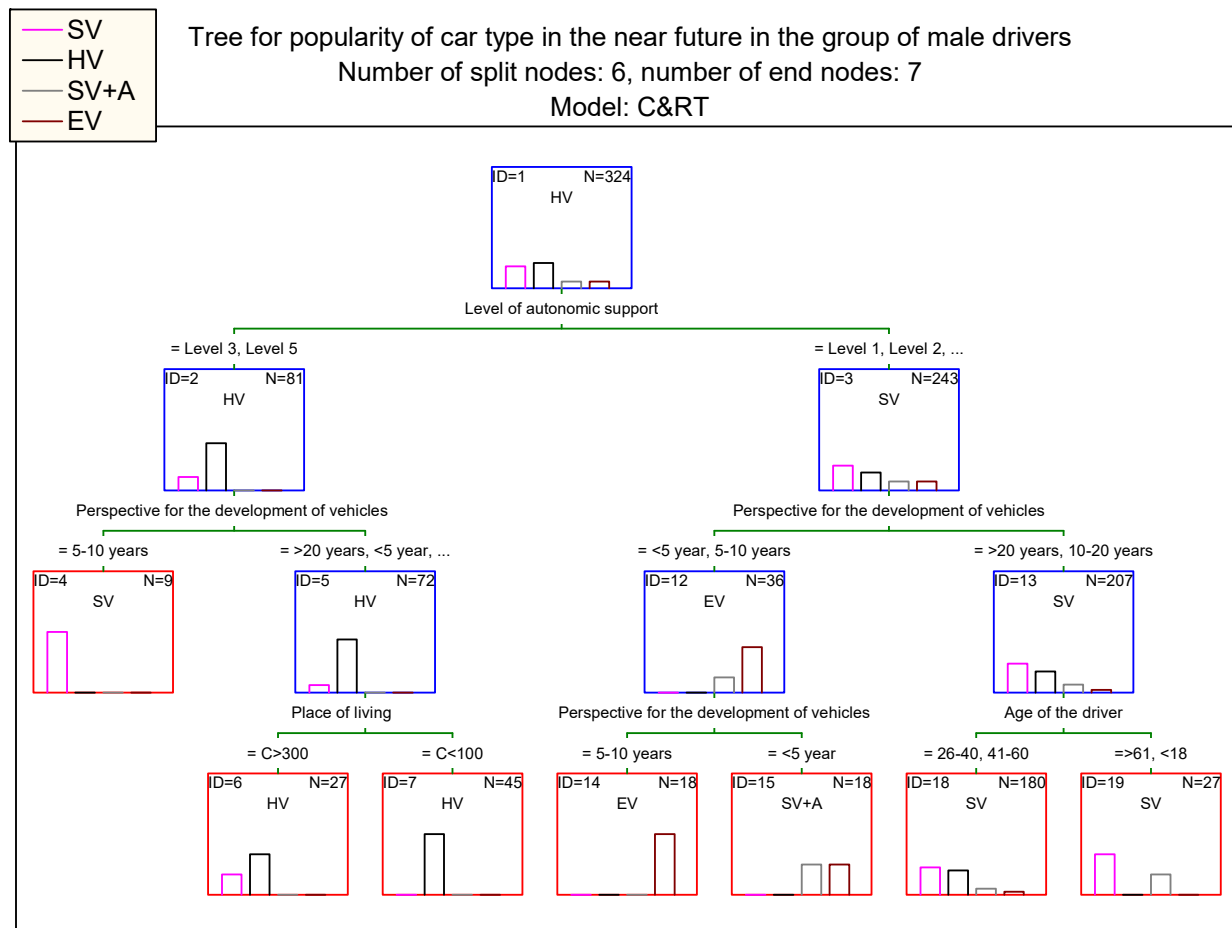 SV
HV
SV+A
EV
Tree for popularity of car type in the near future in the group of male drivers
Number of split nodes: 6, number of end nodes: 7
Model: C&RT
ID=1 N=324
HV
Level of autonomic support
= Level 3, Level 5 = Level 1, Level 2, ...
ID=2 N=81 ID=3 N=243
HV SV
Perspective for the development of vehicles Perspective for the development of vehicles
= 5-10 years = >20 years, <5 year, ... = <5 year, 5-10 years = >20 years, 10-20 years
ID=4 N=9 ID=5 N=72 ID=12 N=36 ID=13 N=207
SV HV EV SV
Place of living Perspective for the development of vehicles Age of the driver
= C>300 = C<100 = 5-10 years = <5 year = 26-40, 41-60 =>61, <18
ID=6 N=27 ID=7 N=45 ID=14 N=18 ID=15 N=18 ID=18 N=180 ID=19 N=27
HV HV EV SV+A SV SV